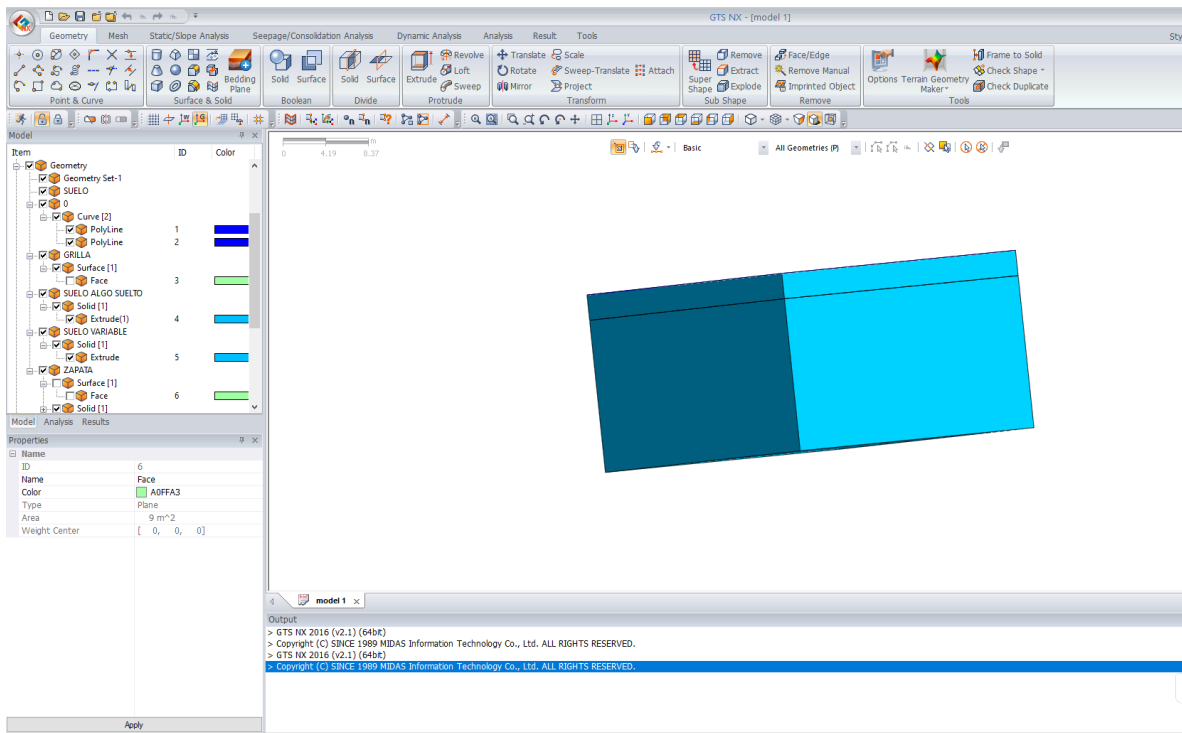 GTS NX - [model 1]
Geometry Mesh Static/Slope Analysis Seepage/Consolidation Analysis Dynamic Analysis Analysis Result Tools Sty
Bedding Plane
Solid Surface Solid Surface Extrude
Revolve
Loft
Sweep
Translate Scale
Rotate Sweep-Translate Attach
Mirror Project
Super Shape
Remove
Extract
Explode
Face/Edge
Remove Manual
Imprinted Object
Options Terrain Geometry Maker
Frame to Solid
Check Shape
Check Duplicate
Point & Curve Surface & Solid Boolean Divide Protrude Transform Sub Shape Remove Tools
Model
Item ID Color
Geometry
Geometry Set-1
SUELO
0
Curve [2]
PolyLine 1
PolyLine 2
GRILLA
Surface [1]
Face 3
SUELO ALGO SUELTO
Solid [1]
Extrude(1) 4
SUELO VARIABLE
Solid [1]
Extrude 5
ZAPATA
Surface [1]
Face 6
Solid [1]
Model Analysis Results
Properties
Name
ID 6
Name Face
Color A0FFA3
Type Plane
Area 9 m^2
Weight Center [ 0, 0, 0]
Apply
m
0 4.19 8.37
Basic All Geometries (P)
model 1
Output
> GTS NX 2016 (v2.1) (64bit)
> Copyright (C) SINCE 1989 MIDAS Information Technology Co., Ltd. ALL RIGHTS RESERVED.
> GTS NX 2016 (v2.1) (64bit)
> Copyright (C) SINCE 1989 MIDAS Information Technology Co., Ltd. ALL RIGHTS RESERVED.